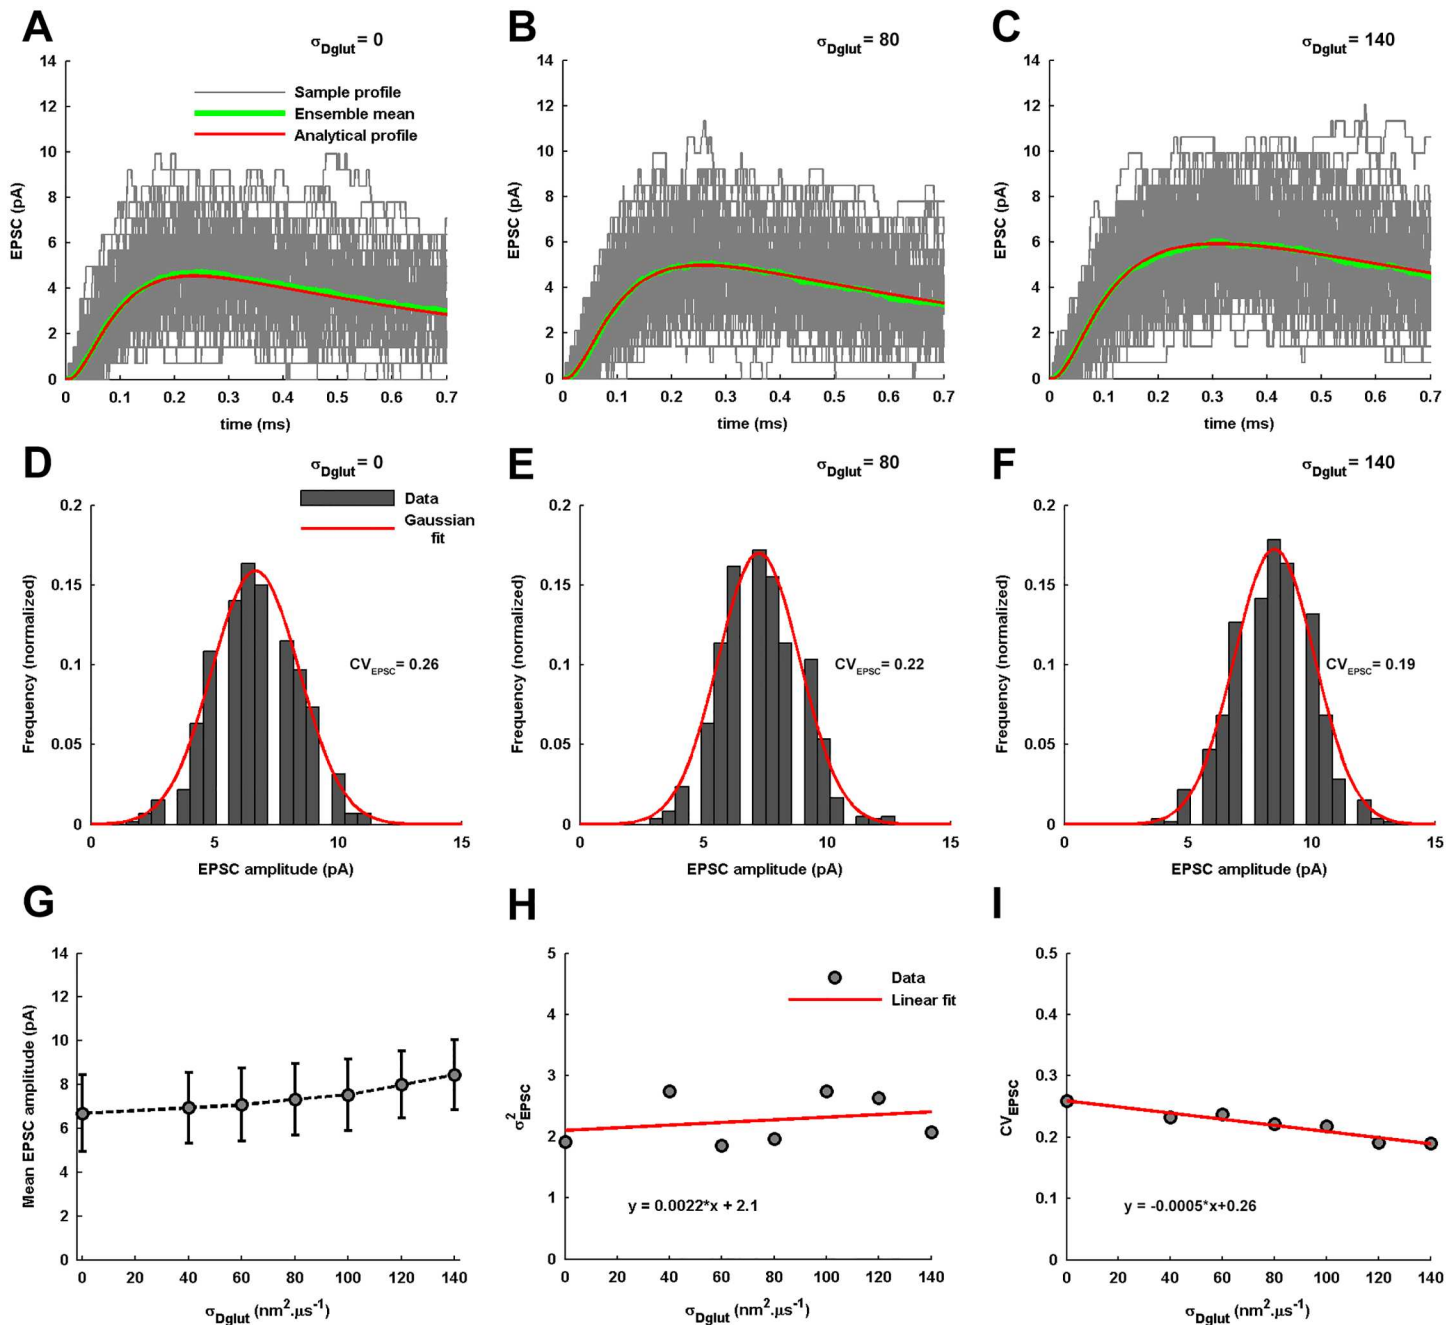 A
σDglut= 0
EPSC (pA)
14
12
10
8
6
4
2
0
Sample profile
Ensemble mean
Analytical profile
0 0.1 0.2 0.3 0.4 0.5 0.6 0.7
time (ms)
B
σDglut= 80
EPSC (pA)
14
12
10
8
6
4
2
0
0 0.1 0.2 0.3 0.4 0.5 0.6 0.7
time (ms)
C
σDglut= 140
EPSC (pA)
14
12
10
8
6
4
2
0
0 0.1 0.2 0.3 0.4 0.5 0.6 0.7
time (ms)
D
σDglut= 0
Data
Gaussian
fit
Frequency (normalized)
0.2
0.15
0.1
0.05
0
CVEPSC= 0.26
0 5 10 15
EPSC amplitude (pA)
E
σDglut= 80
Frequency (normalized)
0.2
0.15
0.1
0.05
0
CVEPSC= 0.22
0 5 10 15
EPSC amplitude (pA)
F
σDglut= 140
Frequency (normalized)
0.2
0.15
0.1
0.05
0
CVEPSC= 0.19
0 5 10 15
EPSC amplitude (pA)
G
Mean EPSC amplitude (pA)
14
12
10
8
6
4
2
0
0 20 40 60 80 100 120 140
σDglut (nm².µs⁻¹)
H
σ²EPSC
5
4
3
2
1
0
Data
Linear fit
y = 0.0022*x + 2.1
0 20 40 60 80 100 120 140
σDglut (nm².µs⁻¹)
I
CVEPSC
0.5
0.4
0.3
0.2
0.1
0
y = -0.0005*x+0.26
0 20 40 60 80 100 120 140
σDglut (nm².µs⁻¹)